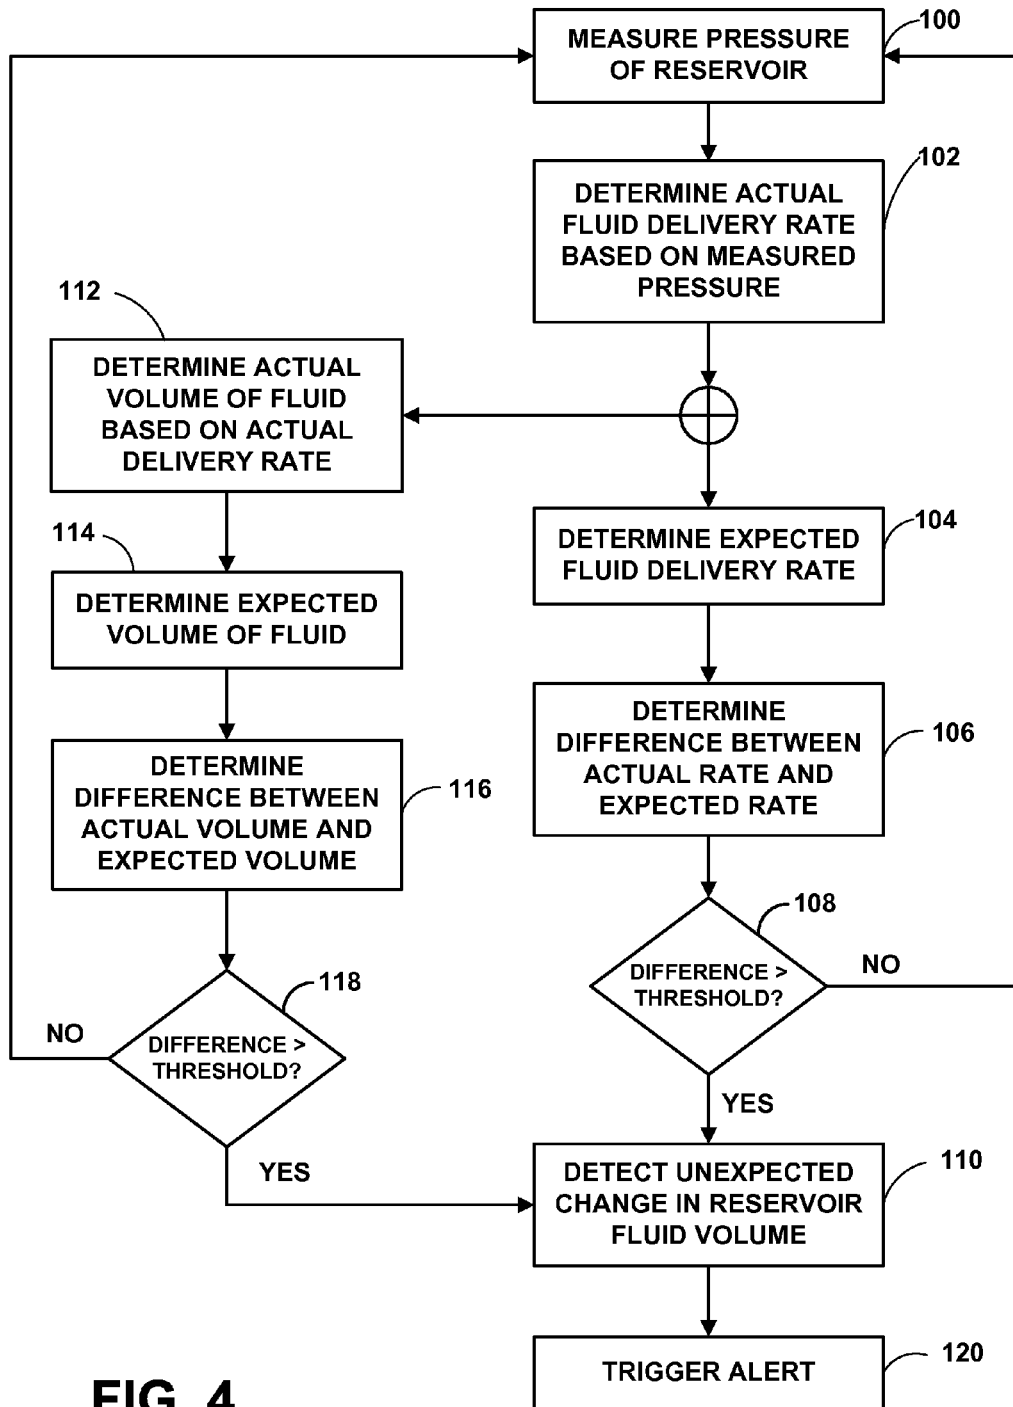 MEASURE PRESSURE
OF RESERVOIR
100
DETERMINE ACTUAL
FLUID DELIVERY RATE
BASED ON MEASURED
PRESSURE
102
112
DETERMINE ACTUAL
VOLUME OF FLUID
BASED ON ACTUAL
DELIVERY RATE
DETERMINE EXPECTED
FLUID DELIVERY RATE
104
114
DETERMINE EXPECTED
VOLUME OF FLUID
DETERMINE
DIFFERENCE BETWEEN
ACTUAL RATE AND
EXPECTED RATE
106
DETERMINE
DIFFERENCE BETWEEN
ACTUAL VOLUME AND
EXPECTED VOLUME
116
108
DIFFERENCE >
THRESHOLD?
NO
118
DIFFERENCE >
THRESHOLD?
NO
YES
YES
DETECT UNEXPECTED
CHANGE IN RESERVOIR
FLUID VOLUME
110
TRIGGER ALERT
120
FIG. 4